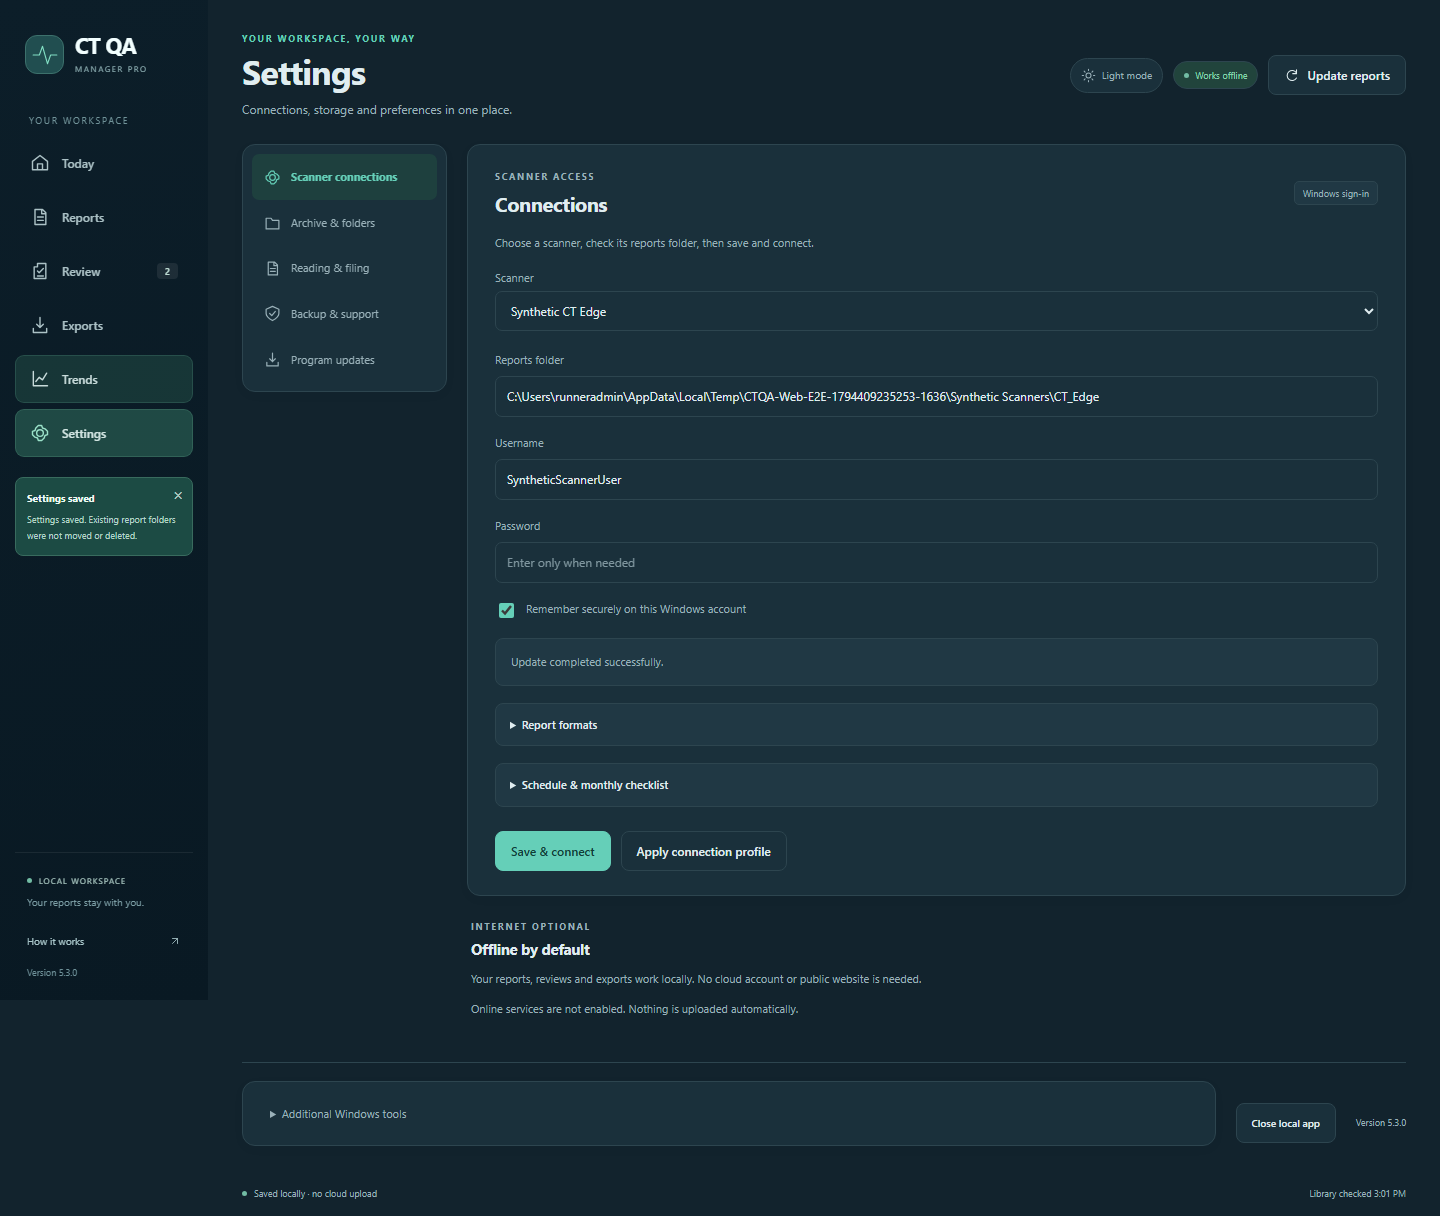 CT QA
MANAGER PRO
YOUR WORKSPACE
Today
Reports
Review
2
Exports
Trends
Settings
Settings saved
Settings saved. Existing report folders
were not moved or deleted.
LOCAL WORKSPACE
Your reports stay with you.
How it works
Version 5.3.0
YOUR WORKSPACE, YOUR WAY
Settings
Connections, storage and preferences in one place.
Light mode
Works offline
Update reports
Scanner connections
Archive & folders
Reading & filing
Backup & support
Program updates
SCANNER ACCESS
Connections
Windows sign-in
Choose a scanner, check its reports folder, then save and connect.
Scanner
Synthetic CT Edge
Reports folder
C:\Users\runneradmin\AppData\Local\Temp\CTQA-Web-E2E-1794409235253-1636\Synthetic Scanners\CT_Edge
Username
SyntheticScannerUser
Password
Enter only when needed
Remember securely on this Windows account
Update completed successfully.
Report formats
Schedule & monthly checklist
Save & connect
Apply connection profile
INTERNET OPTIONAL
Offline by default
Your reports, reviews and exports work locally. No cloud account or public website is needed.
Online services are not enabled. Nothing is uploaded automatically.
Additional Windows tools
Close local app
Version 5.3.0
Saved locally · no cloud upload
Library checked 3:01 PM